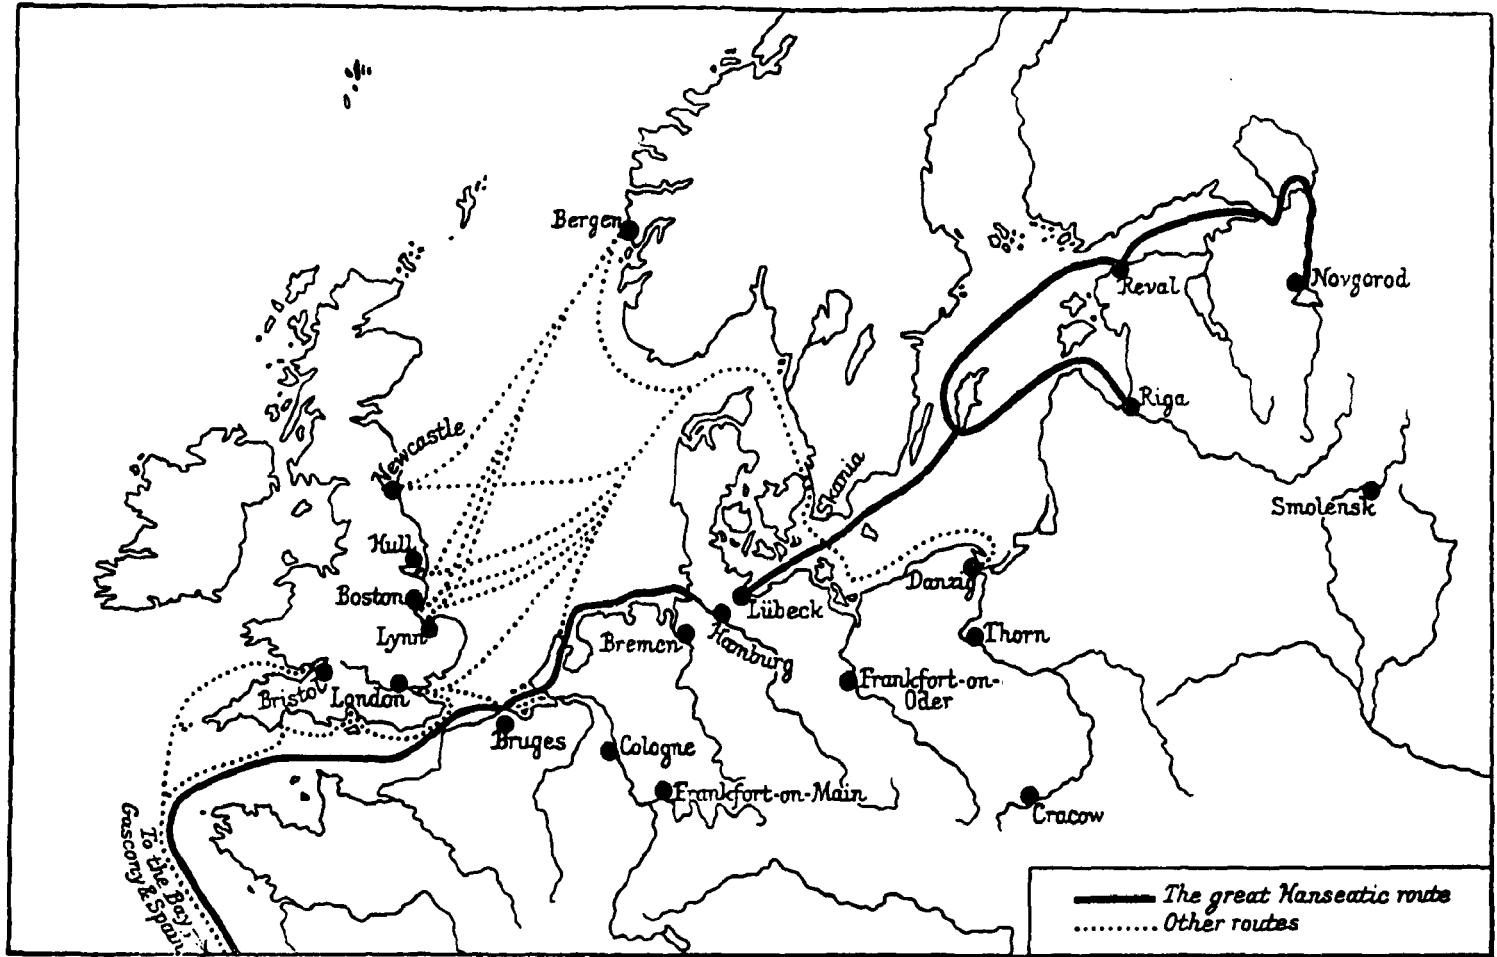 Bergen
Reval
Novgorod
Riga
Newcastle
Skania
Smolensk
Hull
Boston
Lynn
Danzig
Lübeck
Hamburg
Bremen
Thorn
Bristol
London
Frankfort-on-
Oder
Bruges
Cologne
Frankfort-on-Main
Cracow
To the Bay,
Gascony & Spain
The great Hanseatic route
Other routes